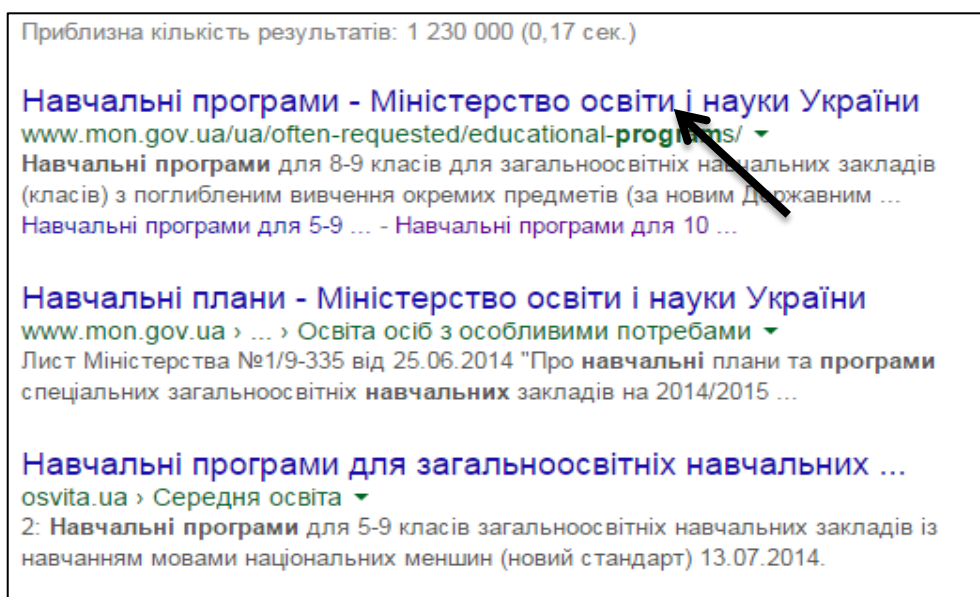 Приблизна кількість результатів: 1 230 000 (0,17 сек.)
Навчальні програми - Міністерство освіти і науки України
www.mon.gov.ua/ua/often-requested/educational-programs/
Навчальні програми для 8-9 класів для загальноосвітніх навчальних закладів
(класів) з поглибленим вивчення окремих предметів (за новим Державним ...
Навчальні програми для 5-9 ... - Навчальні програми для 10 ...
Навчальні плани - Міністерство освіти і науки України
www.mon.gov.ua › ... › Освіта осіб з особливими потребами
Лист Міністерства №1/9-335 від 25.06.2014 "Про навчальні плани та програми
спеціальних загальноосвітніх навчальних закладів на 2014/2015 ...
Навчальні програми для загальноосвітніх навчальних ...
osvita.ua › Середня освіта
2: Навчальні програми для 5-9 класів загальноосвітніх навчальних закладів із
навчанням мовами національних меншин (новий стандарт) 13.07.2014.